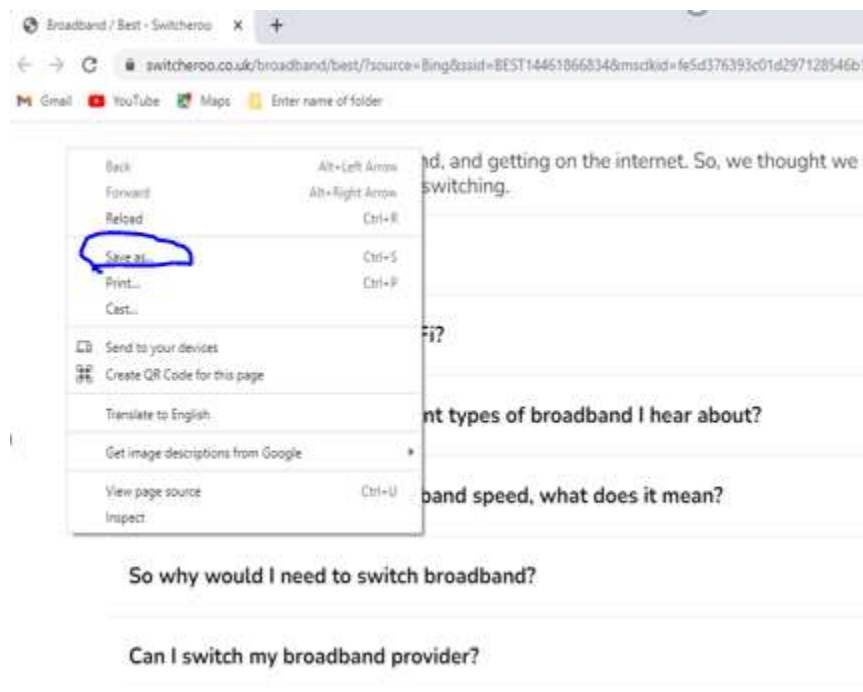 Broadband / Best - Switcheroo
switcheroo.co.uk/broadband/best/?source=Bing&ssid=BEST14461866834&msclkid=fe5d376393c01d297128546b
Gmail YouTube Maps Enter name of folder
nd, and getting on the internet. So, we thought we
switching.
Back Alt+Left Arrow
Forward Alt+Right Arrow
Reload Ctrl+R
Save as... Ctrl+S
Print... Ctrl+P
Cast...
Fi?
Send to your devices
Create QR Code for this page
Translate to English
nt types of broadband I hear about?
Get image descriptions from Google
View page source Ctrl+U
band speed, what does it mean?
Inspect
So why would I need to switch broadband?
Can I switch my broadband provider?